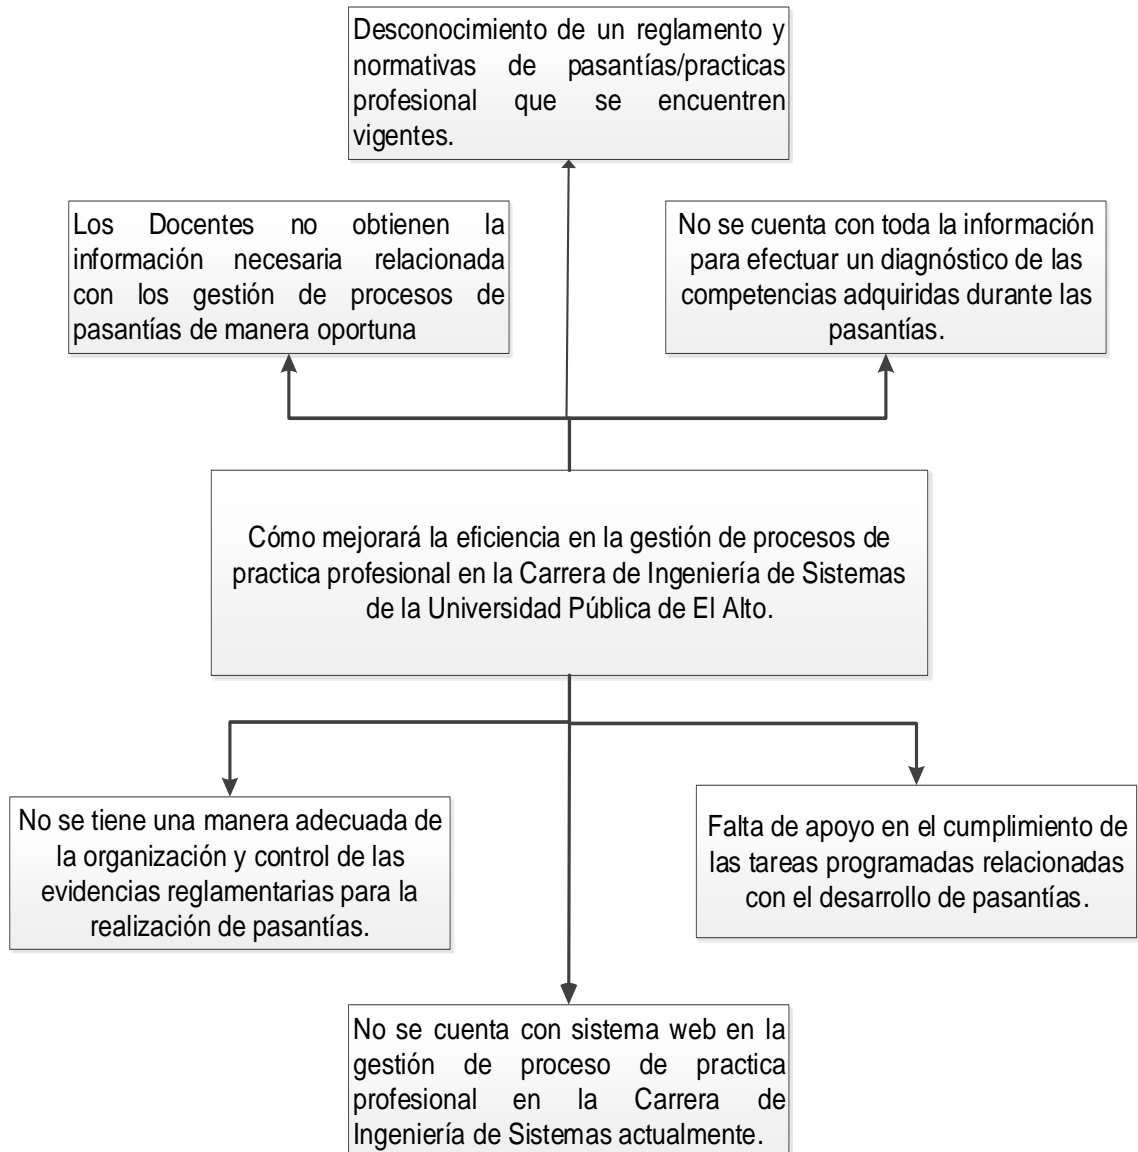 Desconocimiento de un reglamento y
normativas de pasantías/practicas
profesional que se encuentren
vigentes.
Los Docentes no obtienen la
información necesaria relacionada
con los gestión de procesos de
pasantías de manera oportuna
No se cuenta con toda la información
para efectuar un diagnóstico de las
competencias adquiridas durante las
pasantías.
Cómo mejorará la eficiencia en la gestión de procesos de
practica profesional en la Carrera de Ingeniería de Sistemas
de la Universidad Pública de El Alto.
No se tiene una manera adecuada de
la organización y control de las
evidencias reglamentarias para la
realización de pasantías.
Falta de apoyo en el cumplimiento de
las tareas programadas relacionadas
con el desarrollo de pasantías.
No se cuenta con sistema web en la
gestión de proceso de practica
profesional en la Carrera de
Ingeniería de Sistemas actualmente.